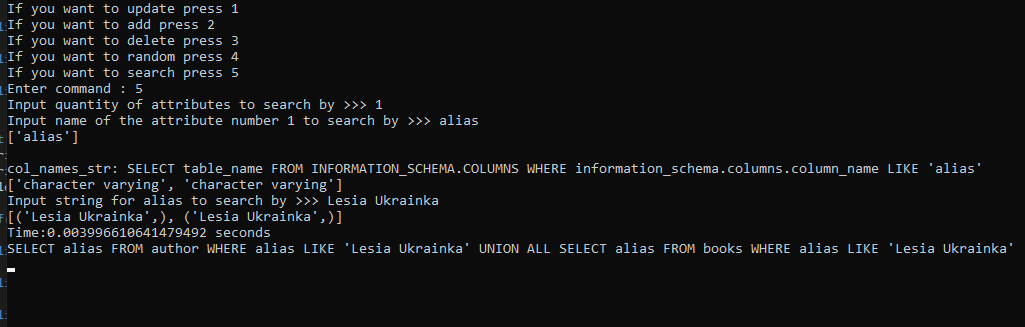 If you want to update press 1
If you want to add press 2
If you want to delete press 3
If you want to random press 4
If you want to search press 5
Enter command : 5
Input quantity of attributes to search by >>> 1
Input name of the attribute number 1 to search by >>> alias
['alias']
col_names_str: SELECT table_name FROM INFORMATION_SCHEMA.COLUMNS WHERE information_schema.columns.column_name LIKE 'alias'
['character varying', 'character varying']
Input string for alias to search by >>> Lesia Ukrainka
[('Lesia Ukrainka',), ('Lesia Ukrainka',)]
Time:0.003996610641479492 seconds
SELECT alias FROM author WHERE alias LIKE 'Lesia Ukrainka' UNION ALL SELECT alias FROM books WHERE alias LIKE 'Lesia Ukrainka'